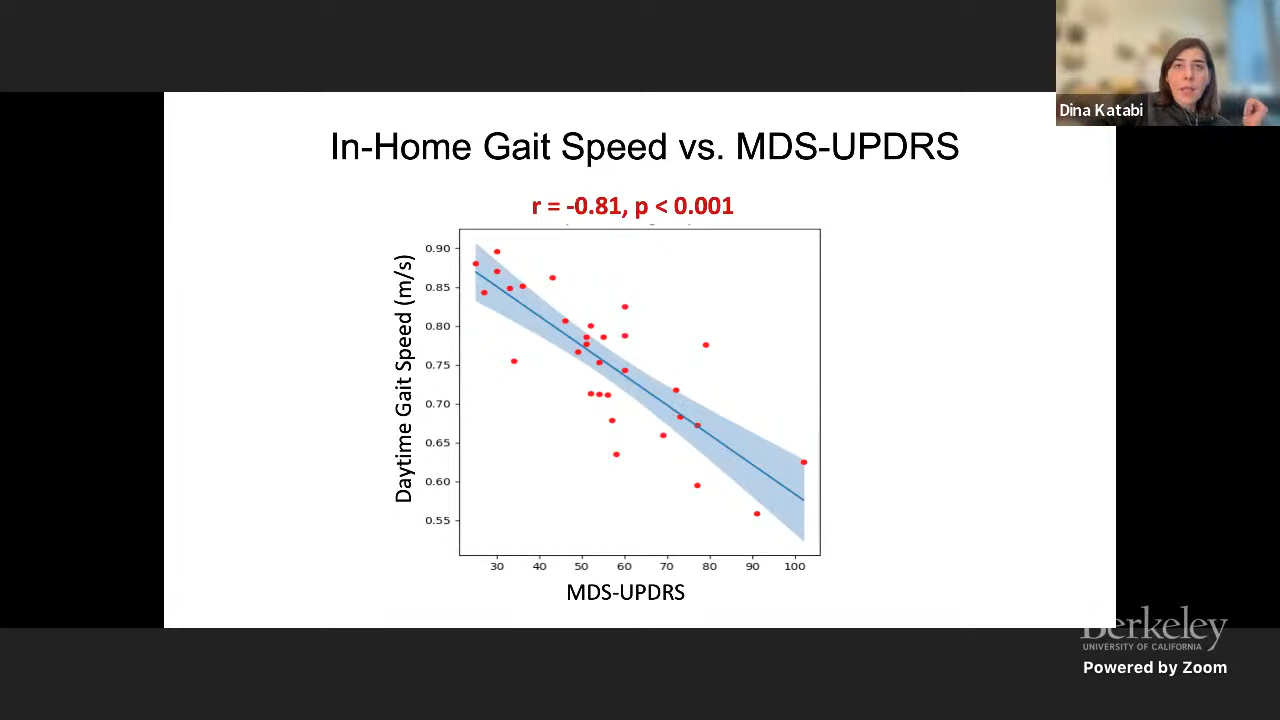 Dina Katabi
In-Home Gait Speed vs. MDS-UPDRS
r = -0.81, p < 0.001
Daytime Gait Speed (m/s)
0.90
0.85
0.80
0.75
0.70
0.65
0.60
0.55
30 40 50 60 70 80 90 100
MDS-UPDRS
Berkeley
UNIVERSITY OF CALIFORNIA
Powered by Zoom